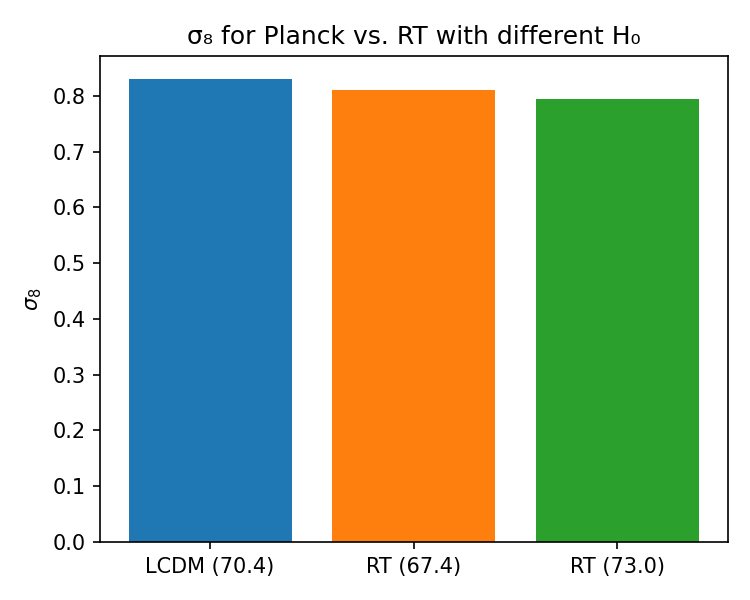 σ₈ for Planck vs. RT with different H₀
0.8
0.7
0.6
0.5
0.4
0.3
0.2
0.1
0.0
σ₈
LCDM (70.4)
RT (67.4)
RT (73.0)